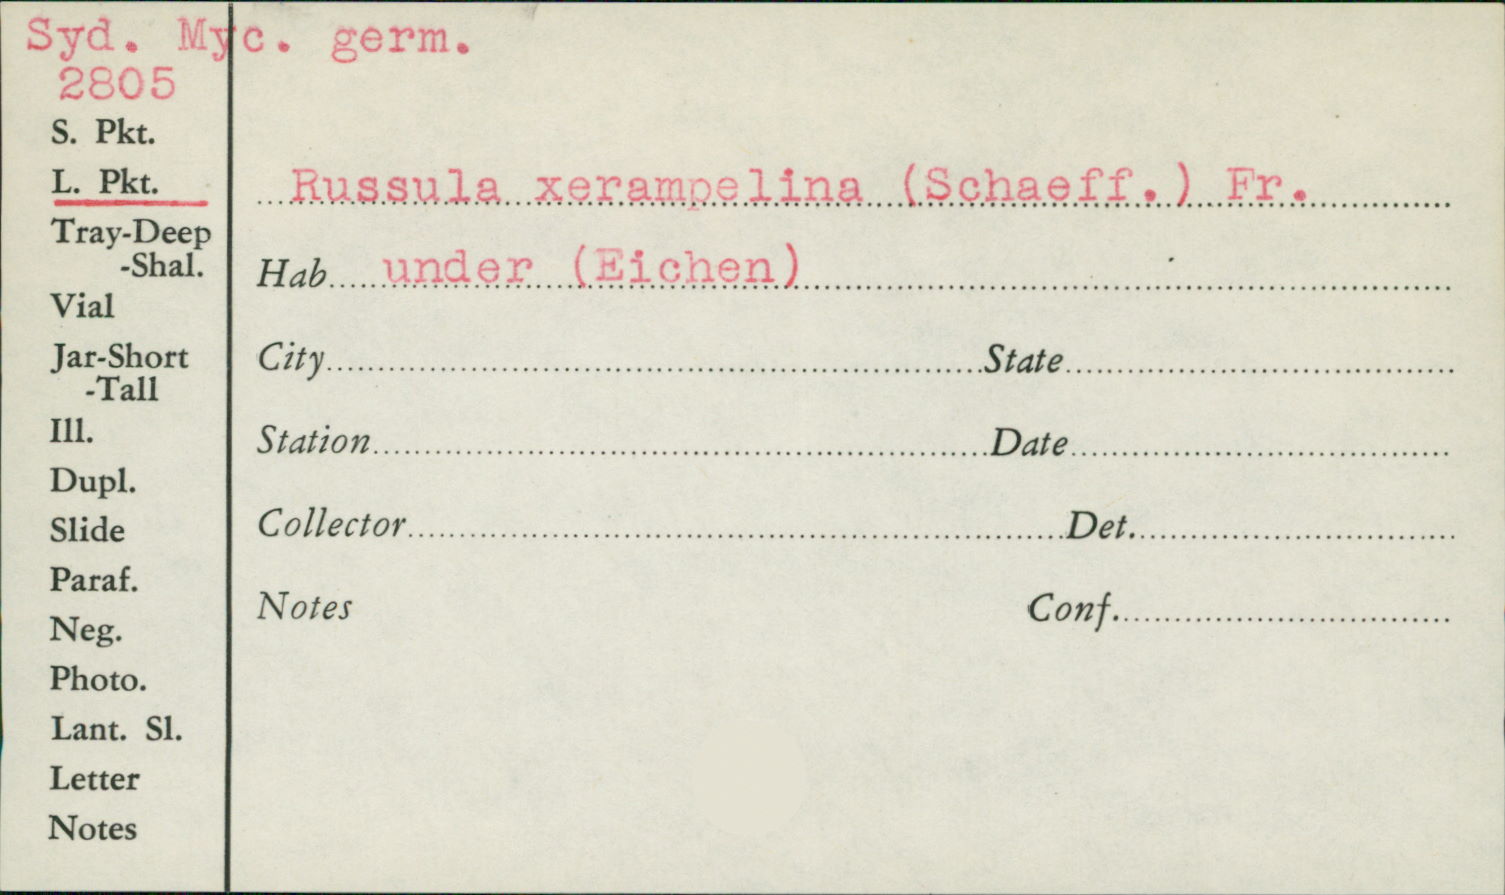 Syd. Myc. germ.
2805
S. Pkt.
L. Pkt.
Tray-Deep
-Shal.
Vial
Jar-Short
-Tall
Ill.
Dupl.
Slide
Paraf.
Neg.
Photo.
Lant. Sl.
Letter
Notes
Russula xerampelina (Schaeff.) Fr.
Hab. under (Eichen)
City State
Station Date
Collector Det.
Notes Conf.